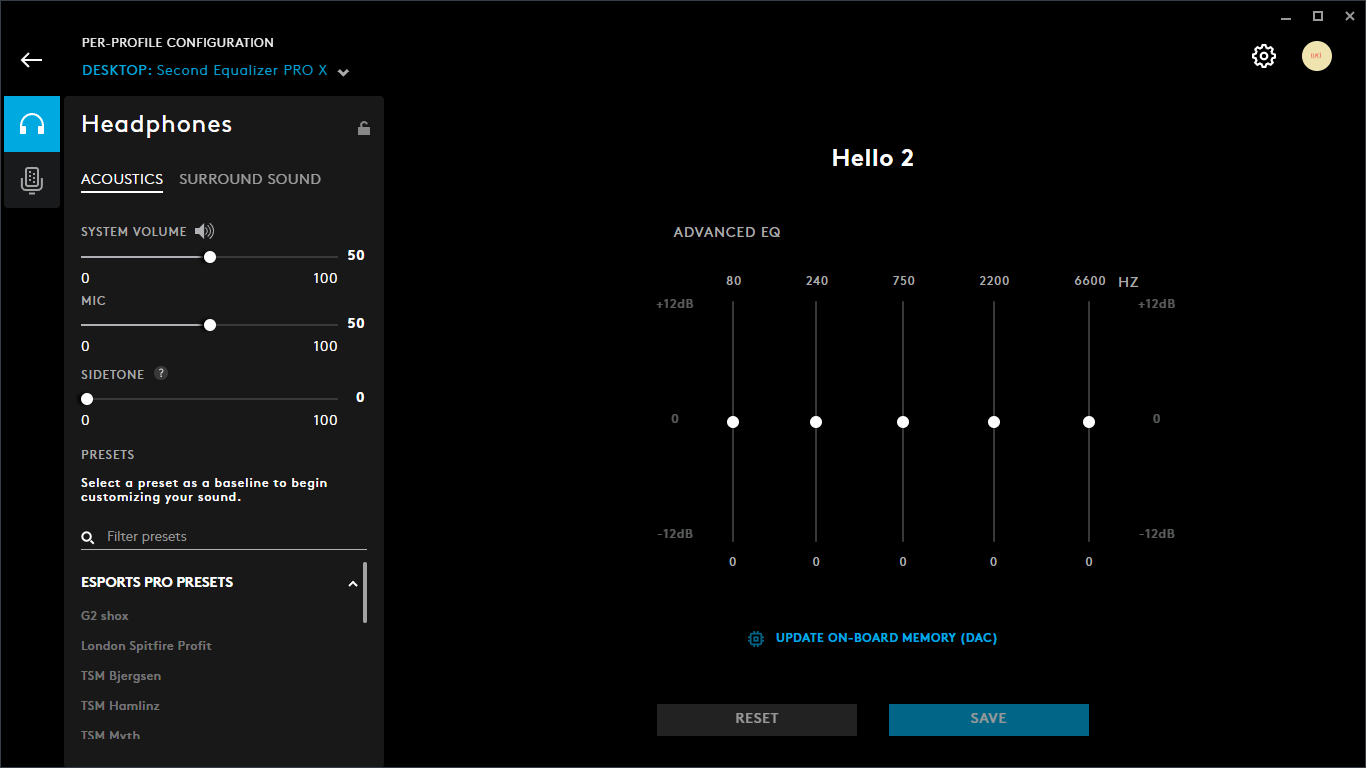 PER-PROFILE CONFIGURATION
DESKTOP: Second Equalizer PRO X
Headphones
ACOUSTICS SURROUND SOUND
SYSTEM VOLUME
50
0 100
MIC
50
0 100
SIDETONE ?
0
0 100
PRESETS
Select a preset as a baseline to begin
customizing your sound.
Filter presets
ESPORTS PRO PRESETS
G2 shox
London Spitfire Profit
TSM Bjergsen
TSM Hamlinz
TSM Myth
Hello 2
ADVANCED EQ
80 240 750 2200 6600 HZ
+12dB +12dB
0 0
-12dB -12dB
0 0 0 0 0
UPDATE ON-BOARD MEMORY (DAC)
RESET SAVE